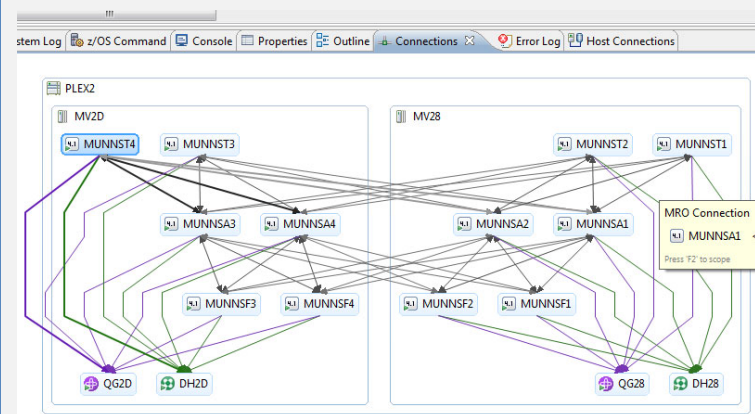 stem Log z/OS Command Console Properties Outline Connections Error Log Host Connections
PLEX2
MV2D MV28
MUNNST4 MUNNST3 MUNNST2 MUNNST1
MUNNSA3 MUNNSA4 MUNNSA2 MUNNSA1
MRO Connection
MUNNSA1
Press 'F2' to scope
MUNNSF3 MUNNSF4 MUNNSF2 MUNNSF1
QG2D DH2D QG28 DH28